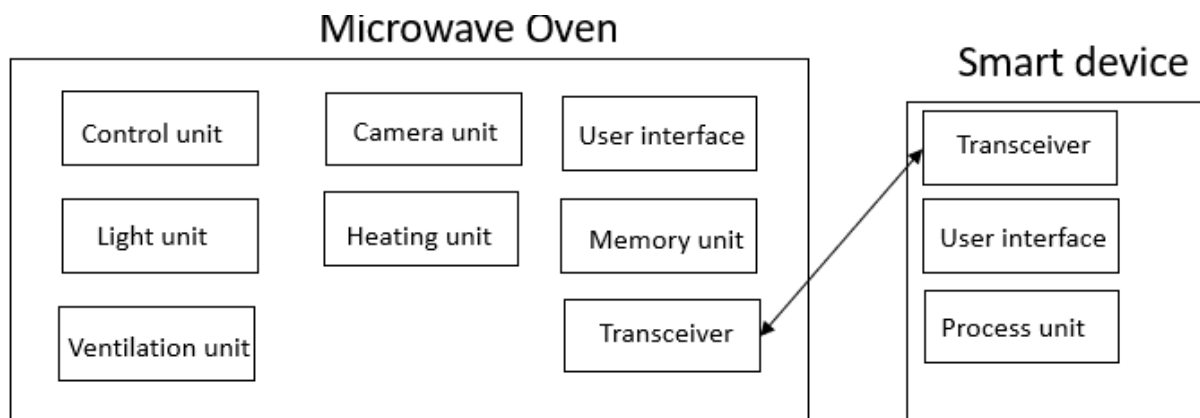 Microwave Oven
Smart device
Control unit
Camera unit
User interface
Light unit
Heating unit
Memory unit
Ventilation unit
Transceiver
Transceiver
User interface
Process unit